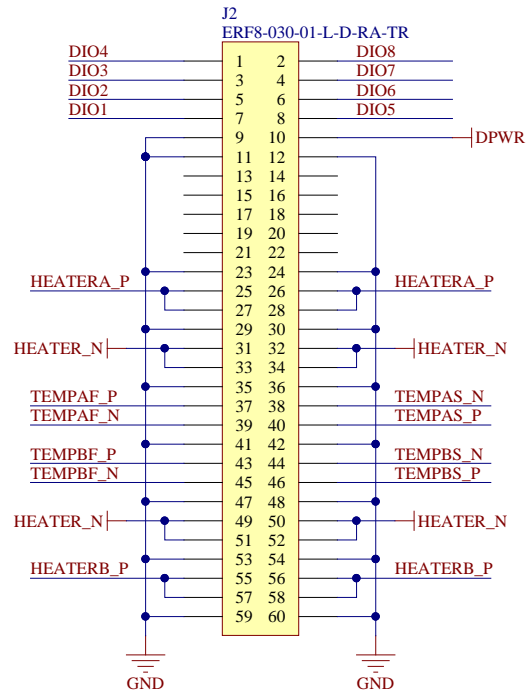 J2
ERF8-030-01-L-D-RA-TR
DIO4 1 2 DIO8
DIO3 3 4 DIO7
DIO2 5 6 DIO6
DIO1 7 8 DIO5
9 10 DPWR
11 12
13 14
15 16
17 18
19 20
21 22
23 24
HEATERA_P 25 26 HEATERA_P
27 28
29 30
HEATER_N 31 32 HEATER_N
33 34
35 36
TEMPAF_P 37 38 TEMPAS_N
TEMPAF_N 39 40 TEMPAS_P
41 42
TEMPBF_P 43 44 TEMPBS_N
TEMPBF_N 45 46 TEMPBS_P
47 48
HEATER_N 49 50 HEATER_N
51 52
53 54
HEATERB_P 55 56 HEATERB_P
57 58
59 60
GND GND